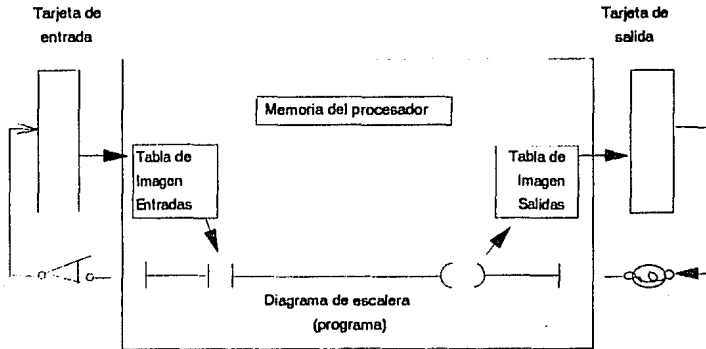 Tarjeta de
entrada
Tarjeta de
salida
Memoria del procesador
Tabla de
Imagen
Entradas
Tabla de
Imagen
Salidas
Diagrama de escalera
(programa)